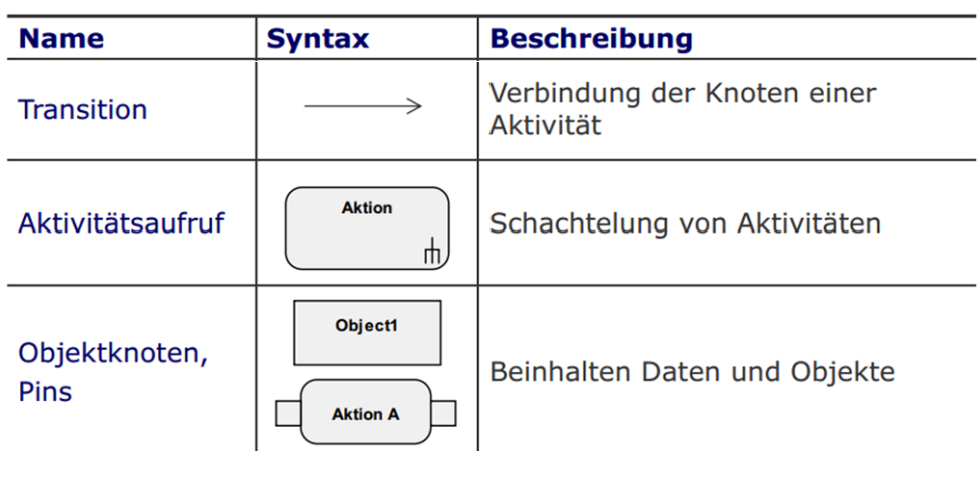 Name Syntax Beschreibung
Transition
Verbindung der Knoten einer
Aktivität
Aktivitätsaufruf
Aktion
Schachtelung von Aktivitäten
Objektknoten,
Pins
Object1
Aktion A
Beinhalten Daten und Objekte